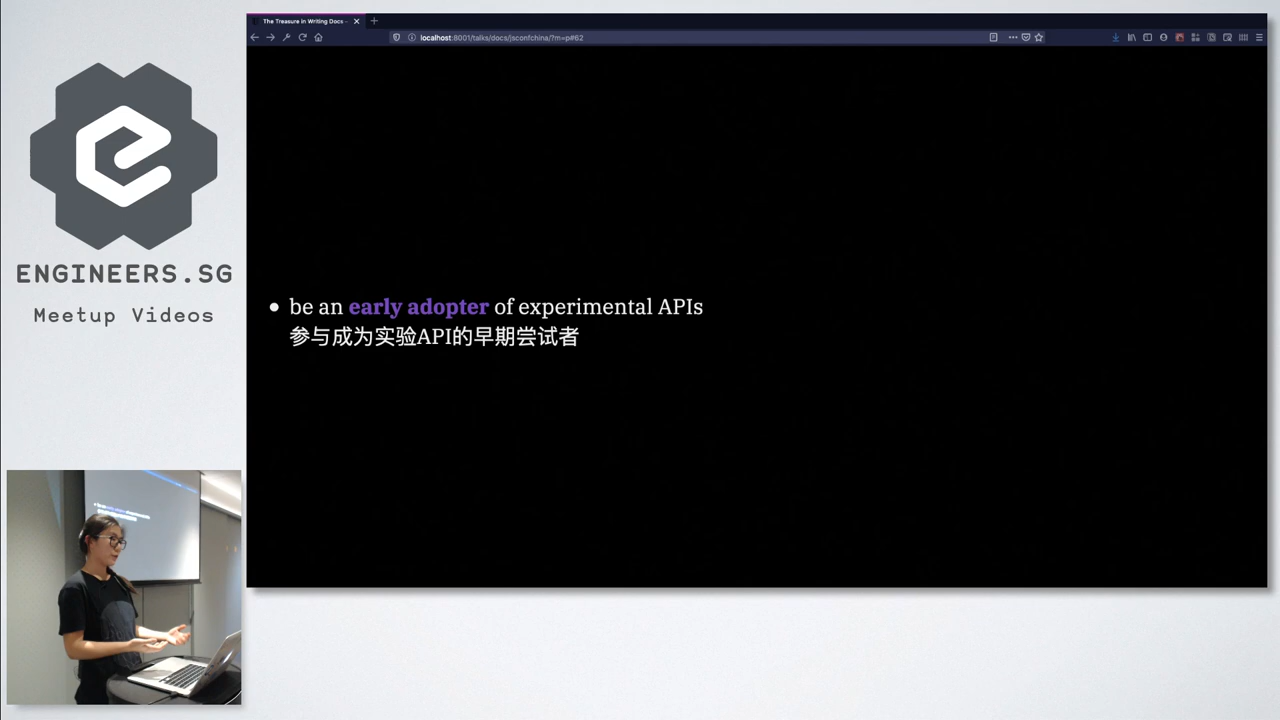 The Treasure in Writing Docs -
localhost:8001/talks/docs/jsconfchina/?m=p#62
ENGINEERS.SG
Meetup Videos
• be an early adopter of experimental APIs
参与成为实验API的早期尝试者